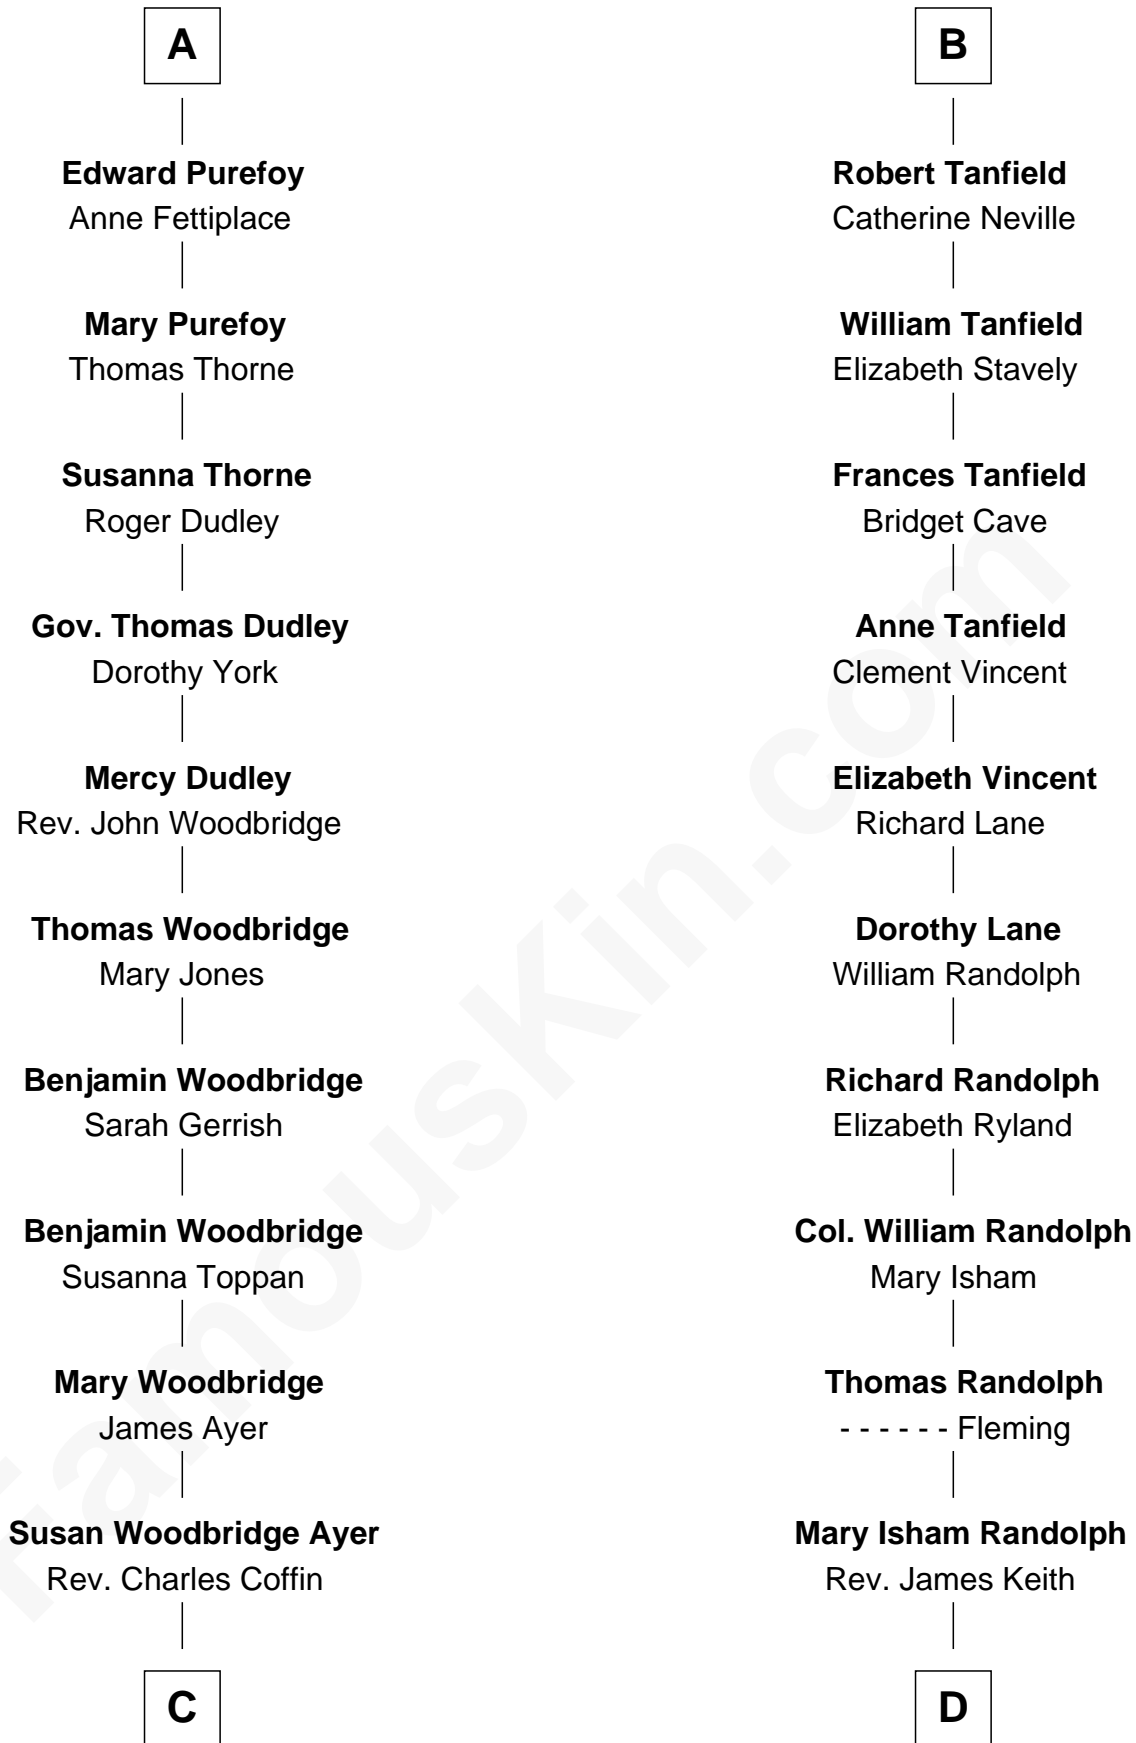 A
Edward Purefoy
Anne Fettiplace
Mary Purefoy
Thomas Thorne
Susanna Thorne
Roger Dudley
Gov. Thomas Dudley
Dorothy York
Mercy Dudley
Rev. John Woodbridge
Thomas Woodbridge
Mary Jones
Benjamin Woodbridge
Sarah Gerrish
Benjamin Woodbridge
Susanna Toppan
Mary Woodbridge
James Ayer
Susan Woodbridge Ayer
Rev. Charles Coffin
C
B
Robert Tanfield
Catherine Neville
William Tanfield
Elizabeth Stavely
Frances Tanfield
Bridget Cave
Anne Tanfield
Clement Vincent
Elizabeth Vincent
Richard Lane
Dorothy Lane
William Randolph
Richard Randolph
Elizabeth Ryland
Col. William Randolph
Mary Isham
Thomas Randolph
- - - - - - Fleming
Mary Isham Randolph
Rev. James Keith
D
FamousKin.com